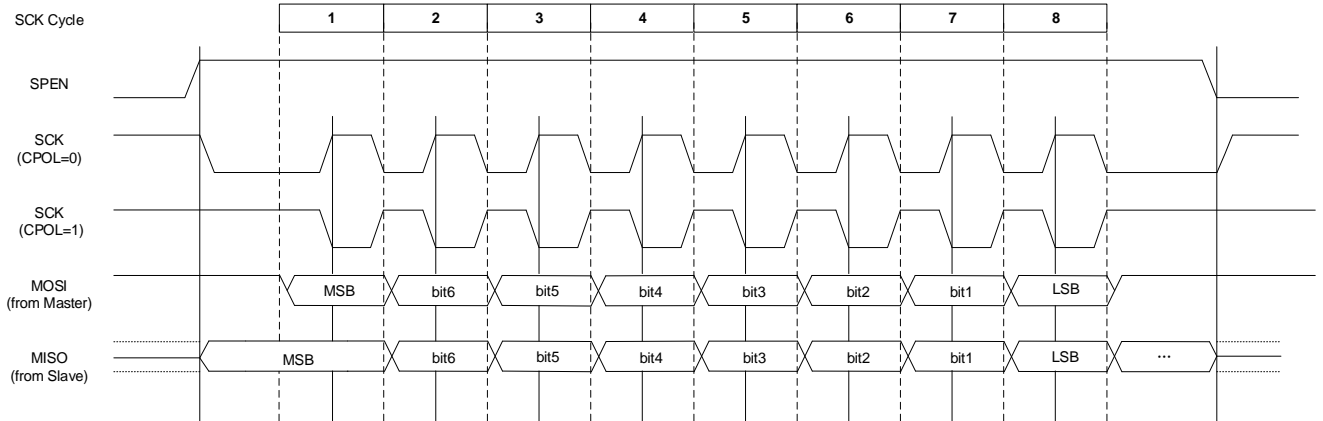 SCK Cycle 1 2 3 4 5 6 7 8
SPEN
SCK
(CPOL=0)
SCK
(CPOL=1)
MOSI
(from Master)
MSB bit6 bit5 bit4 bit3 bit2 bit1 LSB
MISO
(from Slave)
MSB bit6 bit5 bit4 bit3 bit2 bit1 LSB ...